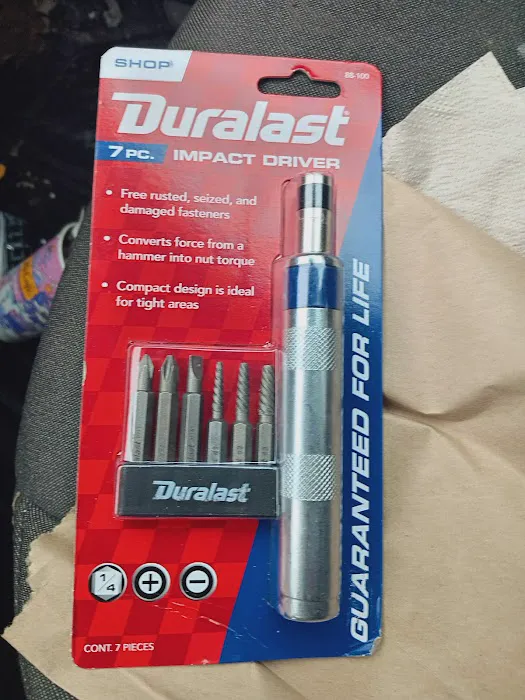 SHOP
85-100
Duralast
7 PC. IMPACT DRIVER
• Free rusted, seized, and
damaged fasteners
• Converts force from a
hammer into nut torque
• Compact design is ideal
for tight areas
GUARANTEED FOR LIFE
Duralast
1/4
CONT. 7 PIECES